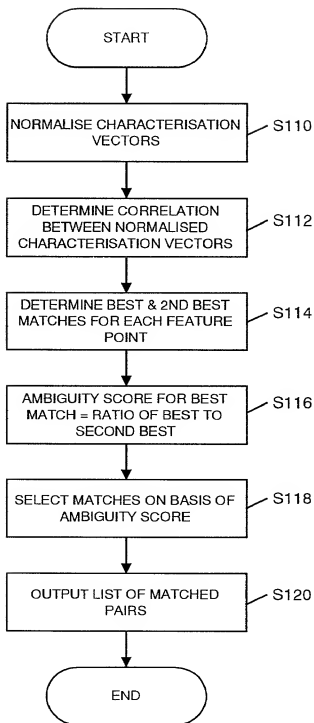 START
NORMALISE CHARACTERISATION
VECTORS
S110
DETERMINE CORRELATION
BETWEEN NORMALISED
CHARACTERISATION VECTORS
S112
DETERMINE BEST & 2ND BEST
MATCHES FOR EACH FEATURE
POINT
S114
AMBIGUITY SCORE FOR BEST
MATCH = RATIO OF BEST TO
SECOND BEST
S116
SELECT MATCHES ON BASIS OF
AMBIGUITY SCORE
S118
OUTPUT LIST OF MATCHED
PAIRS
S120
END